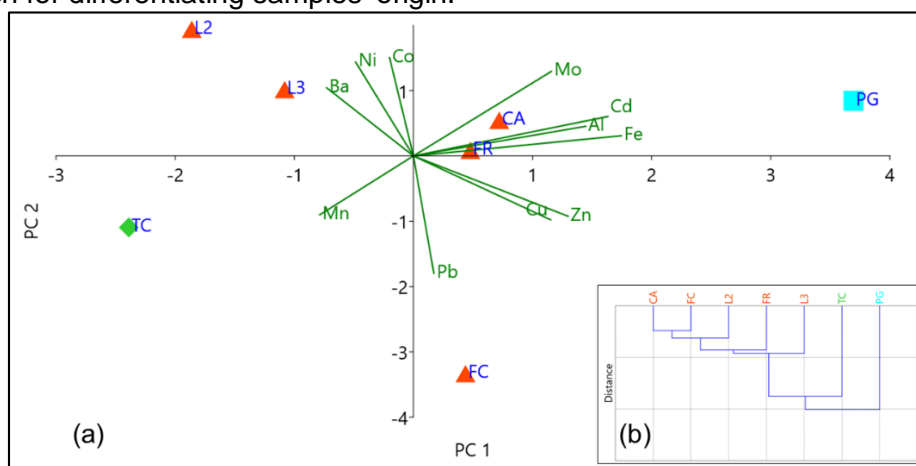 n for differentiating samples' origin.
L2
Ni Co
Ba
L3
Mo
Cd
Al
Fe
CA
FR
PG
1
-3 -2 -1 1 2 3 4
PC 2
TC
Mn
-1
Cu
Zn
Pb
-2
-3
FC
-4
(a)
PC 1
CA FC L2 FR L3 TC PG
Distance
(b)